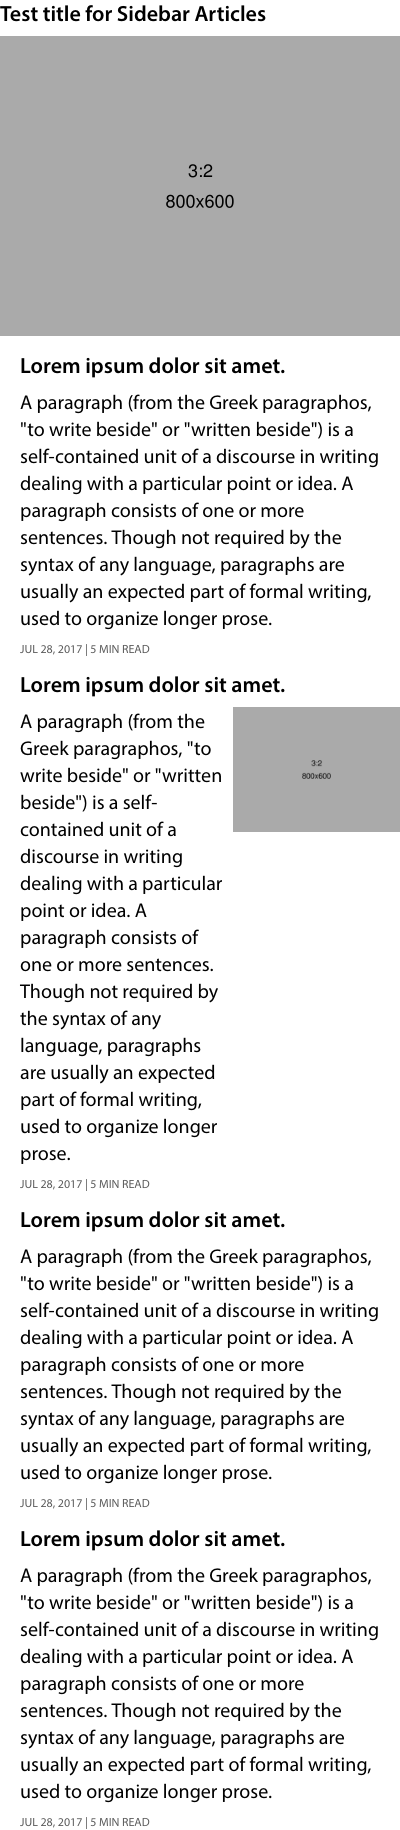 Test title for Sidebar Articles
3:2
800x600
Lorem ipsum dolor sit amet.
A paragraph (from the Greek paragraphos,
"to write beside" or "written beside") is a
self-contained unit of a discourse in writing
dealing with a particular point or idea. A
paragraph consists of one or more
sentences. Though not required by the
syntax of any language, paragraphs are
usually an expected part of formal writing,
used to organize longer prose.
JUL 28, 2017 | 5 MIN READ
Lorem ipsum dolor sit amet.
A paragraph (from the
Greek paragraphos, "to
write beside" or "written
beside") is a self-
contained unit of a
discourse in writing
dealing with a particular
point or idea. A
paragraph consists of
one or more sentences.
Though not required by
the syntax of any
language, paragraphs
are usually an expected
part of formal writing,
used to organize longer
prose.
3:2
800x600
JUL 28, 2017 | 5 MIN READ
Lorem ipsum dolor sit amet.
A paragraph (from the Greek paragraphos,
"to write beside" or "written beside") is a
self-contained unit of a discourse in writing
dealing with a particular point or idea. A
paragraph consists of one or more
sentences. Though not required by the
syntax of any language, paragraphs are
usually an expected part of formal writing,
used to organize longer prose.
JUL 28, 2017 | 5 MIN READ
Lorem ipsum dolor sit amet.
A paragraph (from the Greek paragraphos,
"to write beside" or "written beside") is a
self-contained unit of a discourse in writing
dealing with a particular point or idea. A
paragraph consists of one or more
sentences. Though not required by the
syntax of any language, paragraphs are
usually an expected part of formal writing,
used to organize longer prose.
JUL 28, 2017 | 5 MIN READ